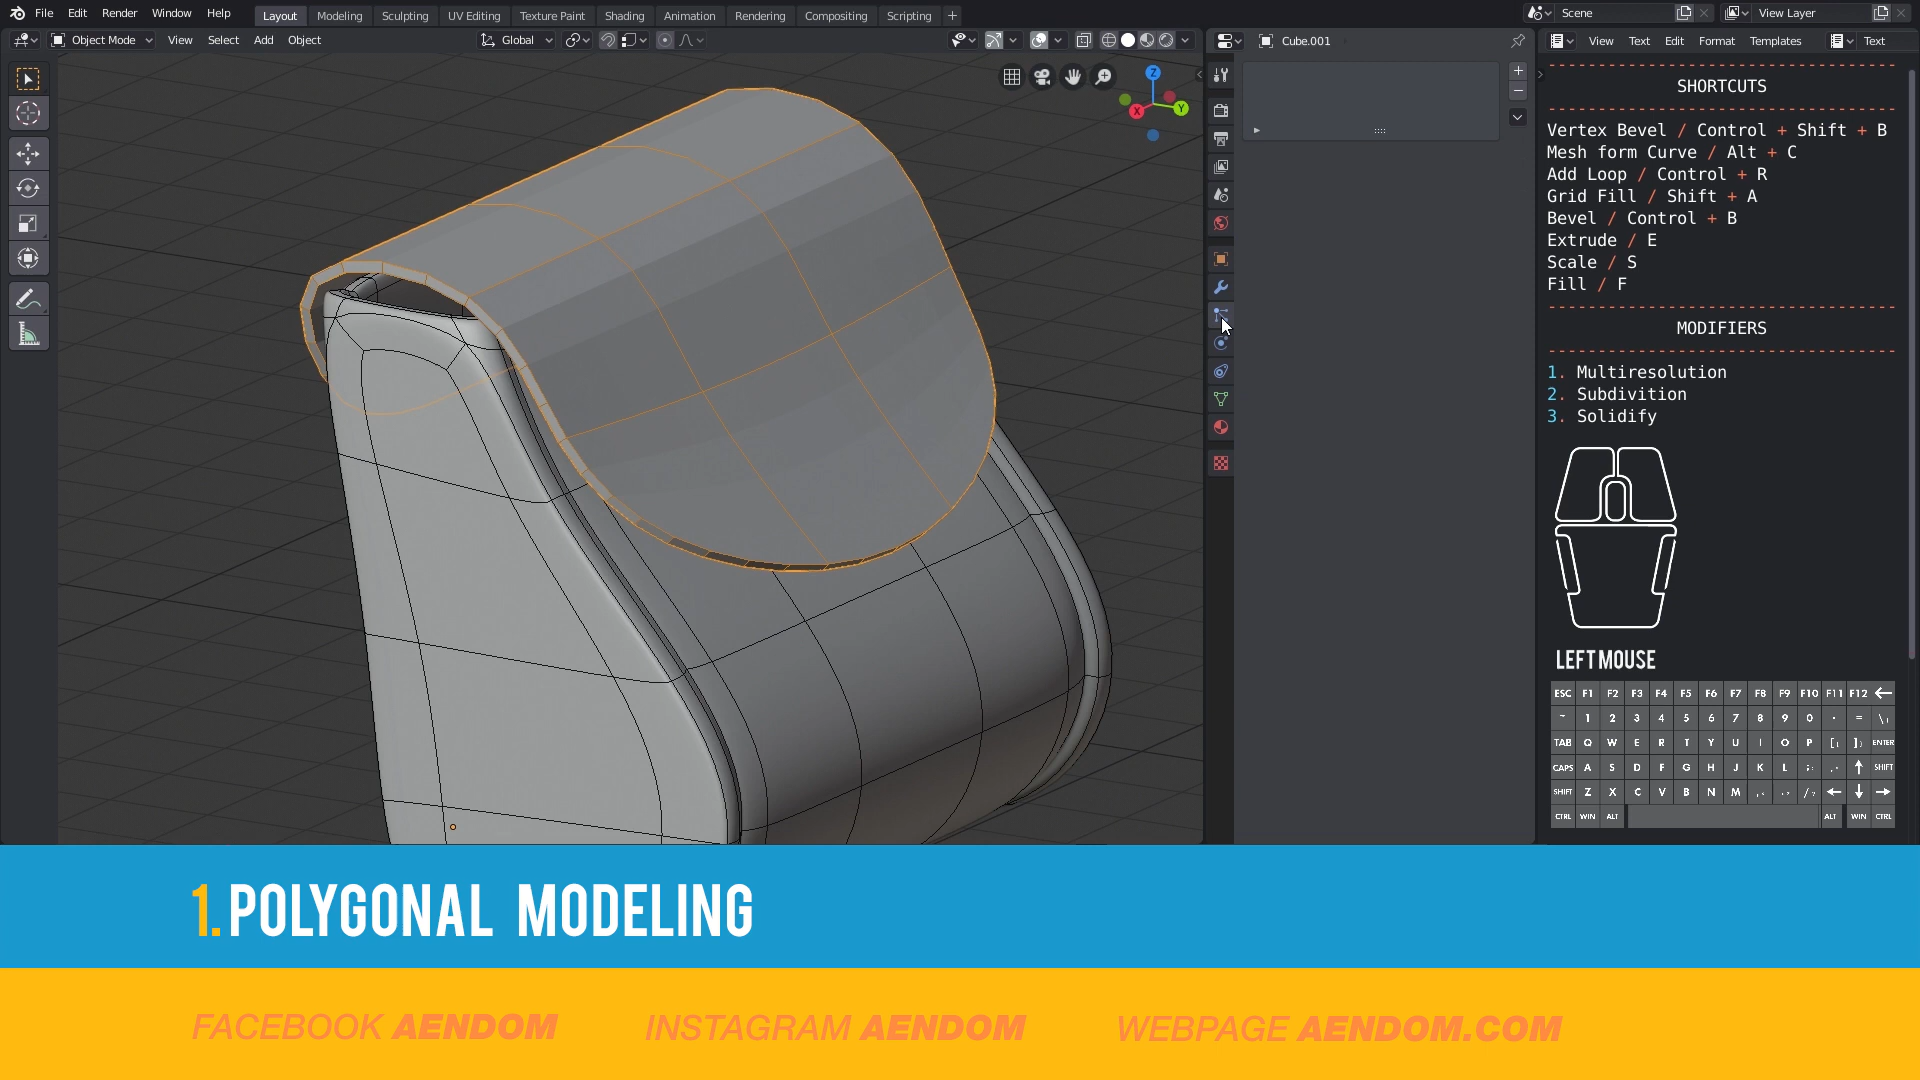 File Edit Render Window Help Layout Modeling Sculpting UV Editing Texture Paint Shading Animation Rendering Compositing Scripting + Scene View Layer
Object Mode View Select Add Object Global Cube.001 View Text Edit Format Templates Text
Z
X
Y
SHORTCUTS
Vertex Bevel / Control + Shift + B
Mesh form Curve / Alt + C
Add Loop / Control + R
Grid Fill / Shift + A
Bevel / Control + B
Extrude / E
Scale / S
Fill / F
MODIFIERS
1. Multiresolution
2. Subdivision
3. Solidify
LEFT MOUSE
ESC F1 F2 F3 F4 F5 F6 F7 F8 F9 F10 F11 F12
1 2 3 4 5 6 7 8 9 0
TAB Q W E R T Y U I O P ENTER
CAPS A S D F G H J K L SHIFT
SHIFT Z X C V B N M
CTRL WIN ALT ALT WIN CTRL
1. POLYGONAL MODELING
FACEBOOK AENDOM INSTAGRAM AENDOM WEBPAGE AENDOM.COM